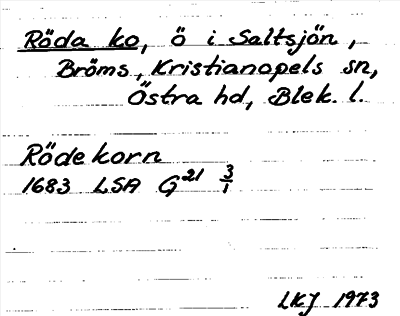 Röda ko, ö i Saltsjön,
Bröms, Kristianopels sn,
Östra hd, Blek. l.
Rödekorn
1683 LSA G²¹ 3/1
LKJ 1973